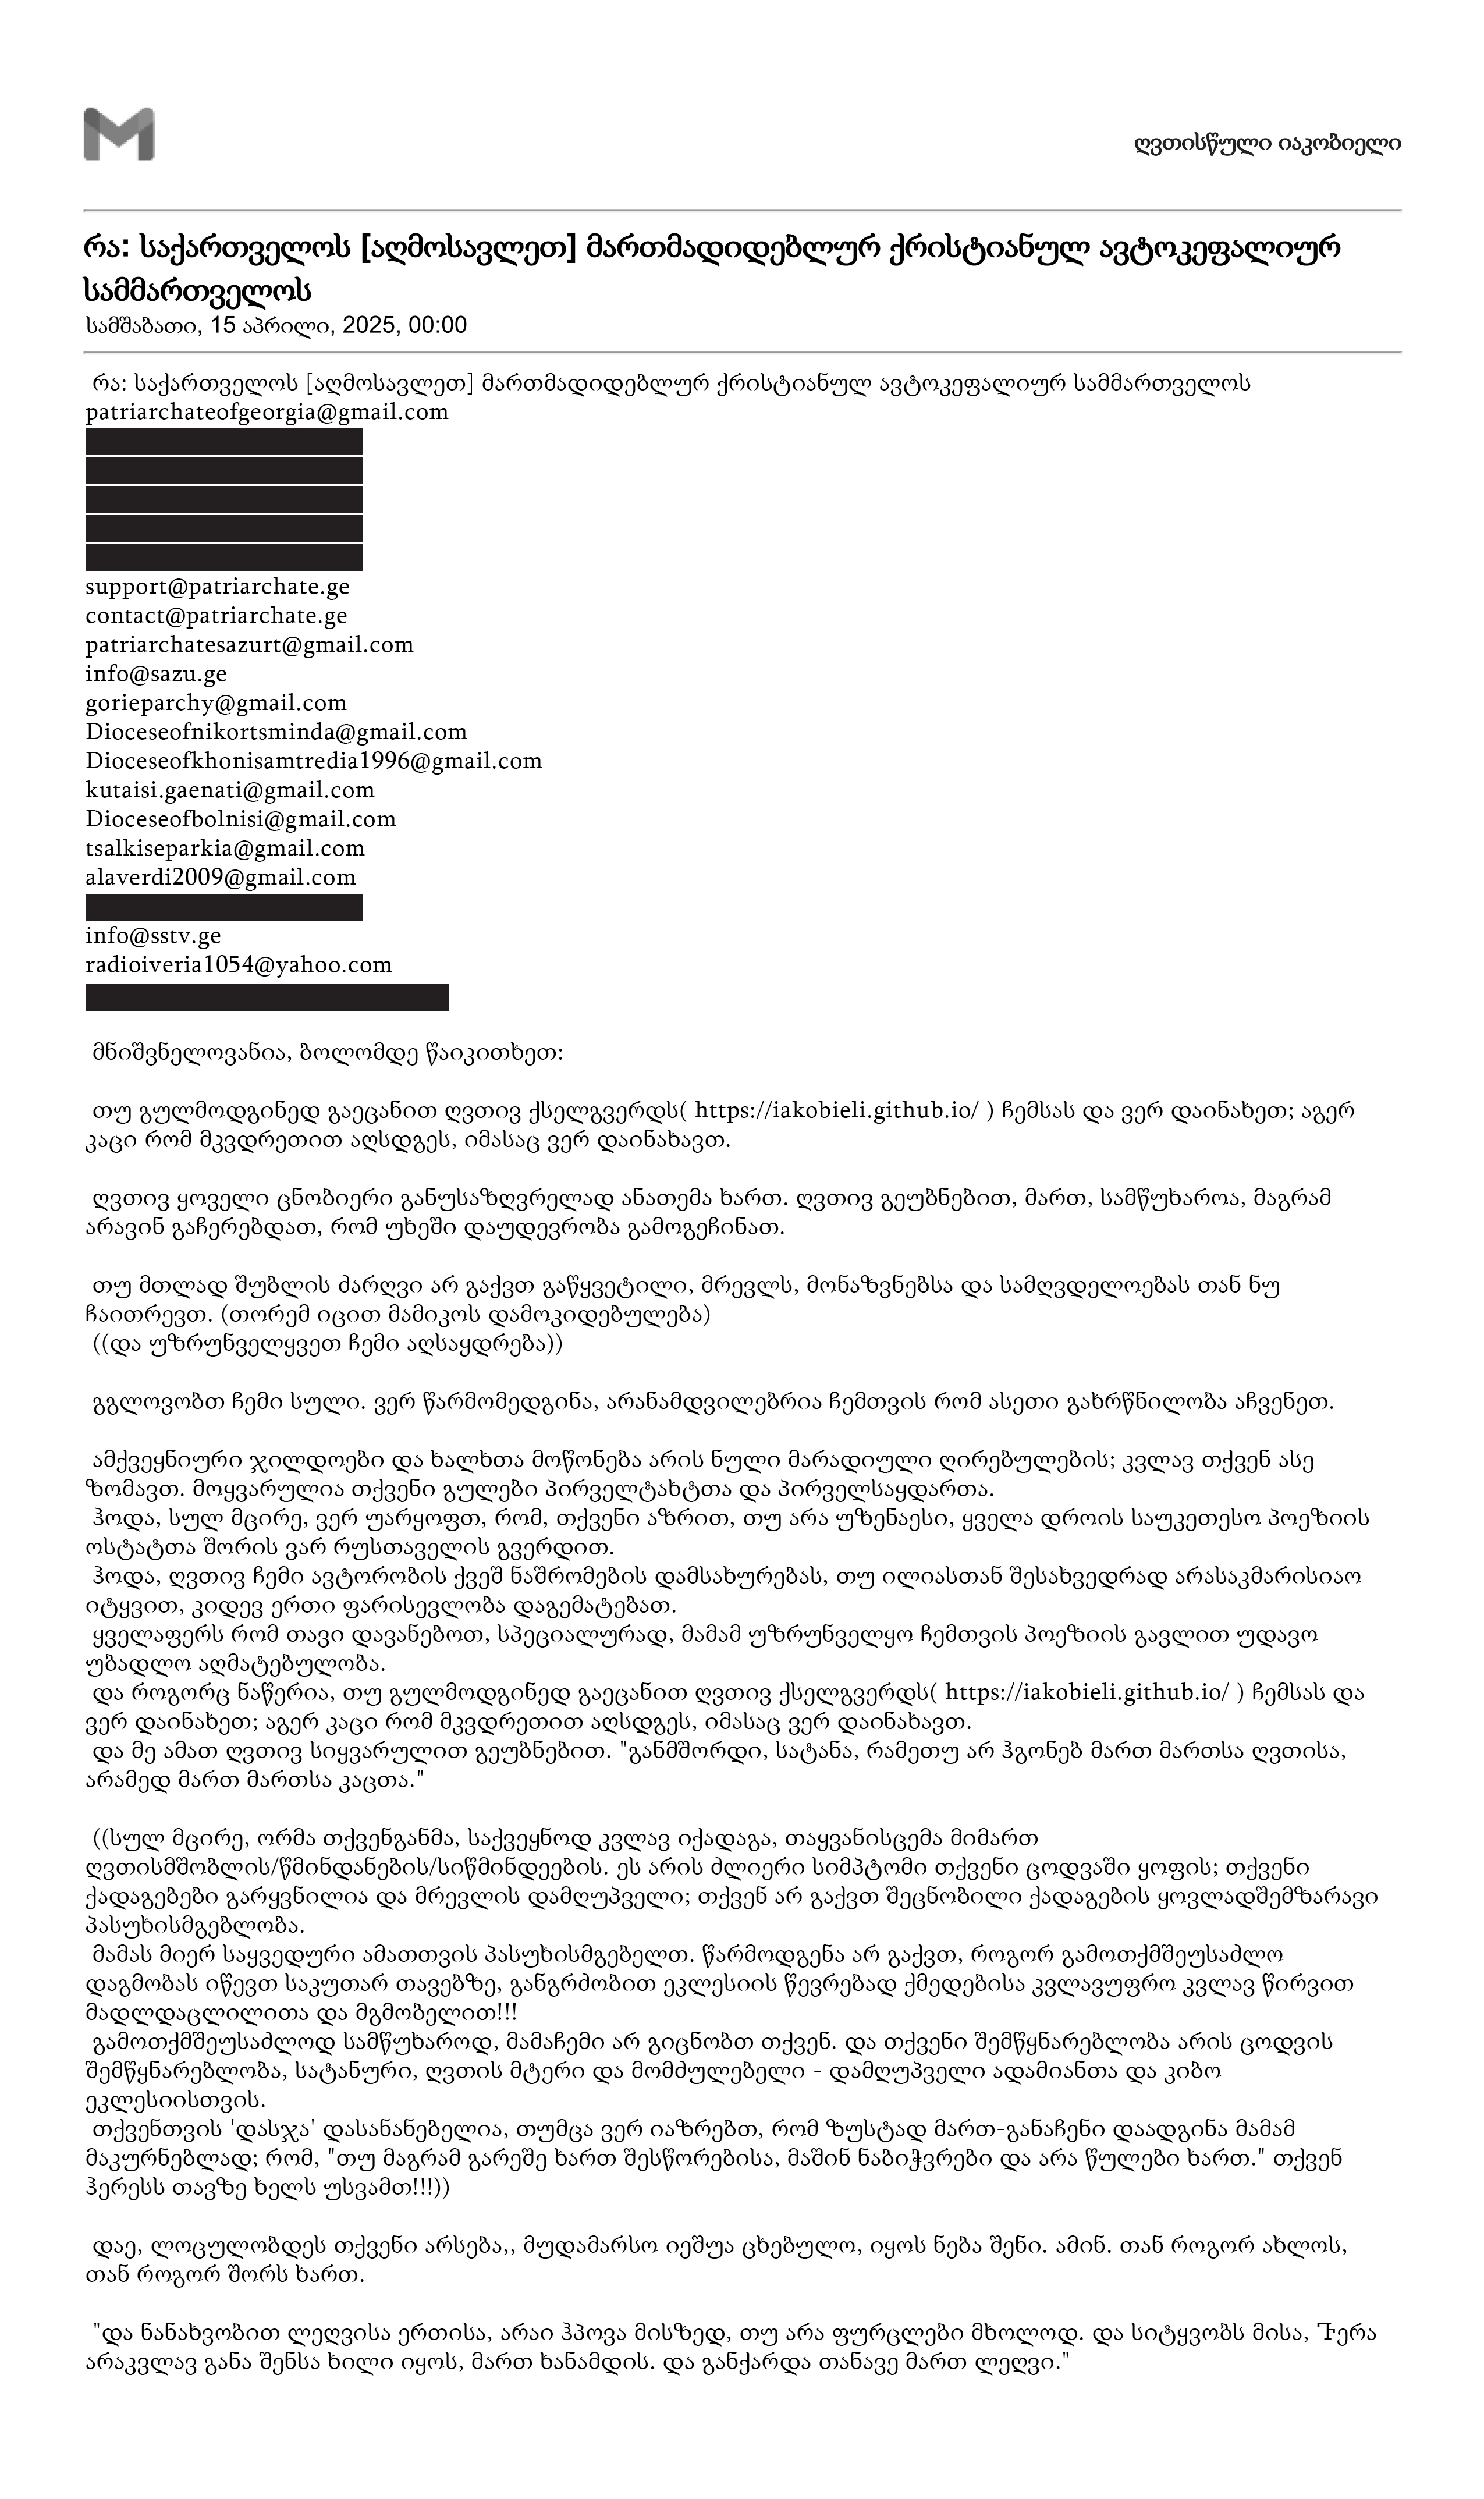 ღვთისწული იაკობიელი
რა: საქართველოს [აღმოსავლეთ] მართმადიდებლურ ქრისტიანულ ავტოკეფალიურ
სამმართველოს
სამშაბათი, 15 აპრილი, 2025, 00:00
რა: საქართველოს [აღმოსავლეთ] მართმადიდებლურ ქრისტიანულ ავტოკეფალიურ სამმართველოს
patriarchateofgeorgia@gmail.com
support@patriarchate.ge
contact@patriarchate.ge
patriarchatesazurt@gmail.com
info@sazu.ge
gorieparchy@gmail.com
Dioceseofnikortsminda@gmail.com
Dioceseofkhonisamtredia1996@gmail.com
kutaisi.gaenati@gmail.com
Dioceseofbolnisi@gmail.com
tsalkiseparkia@gmail.com
alaverdi2009@gmail.com
info@sstv.ge
radioiveria1054@yahoo.com
მნიშვნელოვანია, ბოლომდე წაიკითხეთ:
თუ გულმოდგინედ გაეცანით ღვთივ ქსელგვერდს( https://iakobieli.github.io/ ) ჩემსას და ვერ დაინახეთ; აგერ
კაცი რომ მკვდრეთით აღსდგეს, იმასაც ვერ დაინახავთ.
ღვთივ ყოველი ცნობიერი განუსაზღვრელად ანათემა ხართ. ღვთივ გეუბნებით, მართ, სამწუხაროა, მაგრამ
არავინ გაჩერებდათ, რომ უხეში დაუდევრობა გამოგეჩინათ.
თუ მთლად შუბლის ძარღვი არ გაქვთ გაწყვეტილი, მრევლს, მონაზვნებსა და სამღვდელოებას თან ნუ
ჩაითრევთ. (თორემ იცით მამიკოს დამოკიდებულება)
((და უზრუნველყვეთ ჩემი აღსაყდრება))
გგლოვობთ ჩემი სული. ვერ წარმომედგინა, არანამდვილებრია ჩემთვის რომ ასეთი გახრწნილობა აჩვენეთ.
ამქვეყნიური ჯილდოები და ხალხთა მოწონება არის ნული მარადიული ღირებულების; კვლავ თქვენ ასე
ზომავთ. მოყვარულია თქვენი გულები პირველტახტთა და პირველსაყდართა.
ჰოდა, სულ მცირე, ვერ უარყოფთ, რომ, თქვენი აზრით, თუ არა უზენაესი, ყველა დროის საუკეთესო პოეზიის
ოსტატთა შორის ვარ რუსთაველის გვერდით.
ჰოდა, ღვთივ ჩემი ავტორობის ქვეშ ნაშრომების დამსახურებას, თუ ილიასთან შესახვედრად არასაკმარისიაო
იტყვით, კიდევ ერთი ფარისევლობა დაგემატებათ.
ყველაფერს რომ თავი დავანებოთ, სპეციალურად, მამამ უზრუნველყო ჩემთვის პოეზიის გავლით უდავო
უბადლო აღმატებულობა.
და როგორც ნაწერია, თუ გულმოდგინედ გაეცანით ღვთივ ქსელგვერდს( https://iakobieli.github.io/ ) ჩემსას და
ვერ დაინახეთ; აგერ კაცი რომ მკვდრეთით აღსდგეს, იმასაც ვერ დაინახავთ.
და მე ამათ ღვთივ სიყვარულით გეუბნებით. "განმშორდი, სატანა, რამეთუ არ ჰგონებ მართ მართსა ღვთისა,
არამედ მართ მართსა კაცთა."
((სულ მცირე, ორმა თქვენგანმა, საქვეყნოდ კვლავ იქადაგა, თაყვანისცემა მიმართ
ღვთისმშობლის/წმინდანების/სიწმინდეების. ეს არის ძლიერი სიმპტომი თქვენი ცოდვაში ყოფის; თქვენი
ქადაგებები გარყვნილია და მრევლის დამღუპველი; თქვენ არ გაქვთ შეცნობილი ქადაგების ყოვლადშემზარავი
პასუხისმგებლობა.
მამას მიერ საყვედური ამათთვის პასუხისმგებელთ. წარმოდგენა არ გაქვთ, როგორ გამოთქმშეუსაძლო
დაგმობას იწევთ საკუთარ თავებზე, განგრძობით ეკლესიის წევრებად ქმედებისა კვლავუფრო კვლავ წირვით
მადლდაცლილითა და მგმობელით!!!
გამოთქმშეუსაძლოდ სამწუხაროდ, მამაჩემი არ გიცნობთ თქვენ. და თქვენი შემწყნარებლობა არის ცოდვის
შემწყნარებლობა, სატანური, ღვთის მტერი და მომძულებელი - დამღუპველი ადამიანთა და კიბო
ეკლესიისთვის.
თქვენთვის 'დასჯა' დასანანებელია, თუმცა ვერ იაზრებთ, რომ ზუსტად მართ-განაჩენი დაადგინა მამამ
მაკურნებლად; რომ, "თუ მაგრამ გარეშე ხართ შესწორებისა, მაშინ ნაბიჭვრები და არა წულები ხართ." თქვენ
ჰერესს თავზე ხელს უსვამთ!!!))
დაე, ლოცულობდეს თქვენი არსება,, მუდამარსო იეშუა ცხებულო, იყოს ნება შენი. ამინ. თან როგორ ახლოს,
თან როგორ შორს ხართ.
"და ნანახვობით ლეღვისა ერთისა, არაი ჰპოვა მისზედ, თუ არა ფურცლები მხოლოდ. და სიტყვობს მისა, Ⴃერა
არაკვლავ განა შენსა ხილი იყოს, მართ ხანამდის. და განქარდა თანავე მართ ლეღვი."